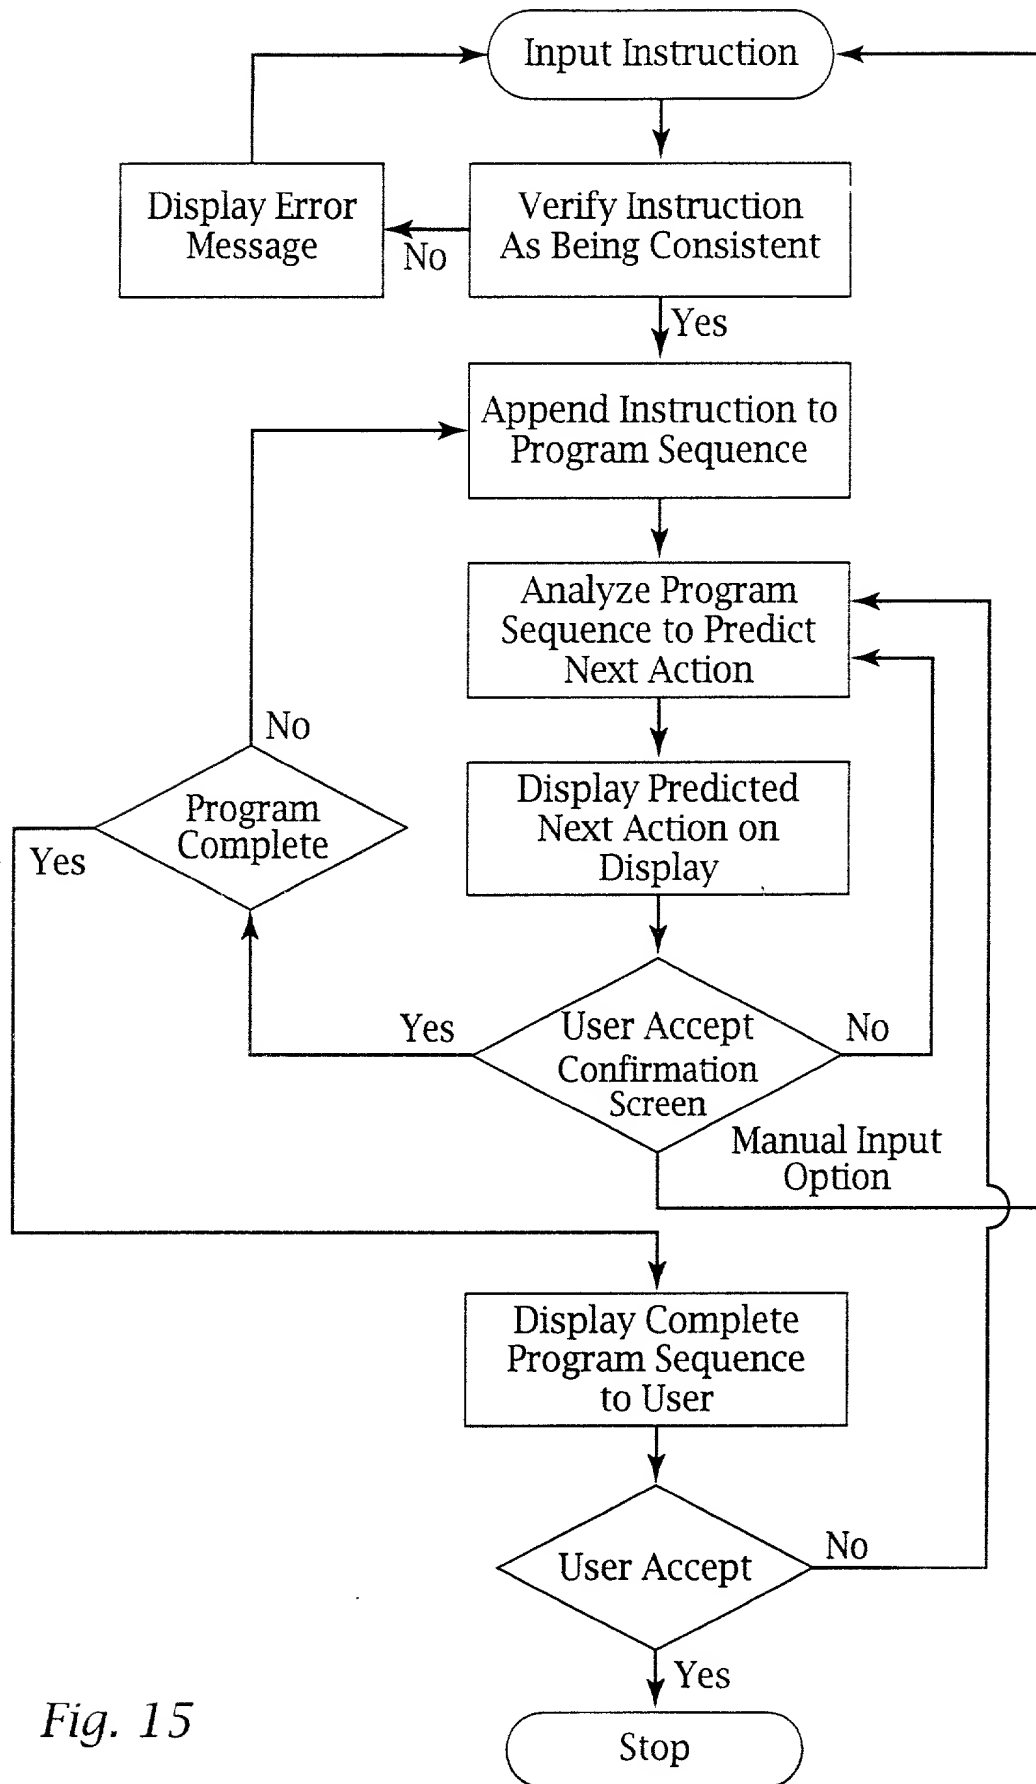 Input Instruction
Display Error
Message
No
Verify Instruction
As Being Consistent
Yes
Append Instruction to
Program Sequence
Analyze Program
Sequence to Predict
Next Action
No
Program
Complete
Yes
Display Predicted
Next Action on
Display
Yes
User Accept
Confirmation
Screen
No
Manual Input
Option
Display Complete
Program Sequence
to User
User Accept
No
Yes
Stop
Fig. 15